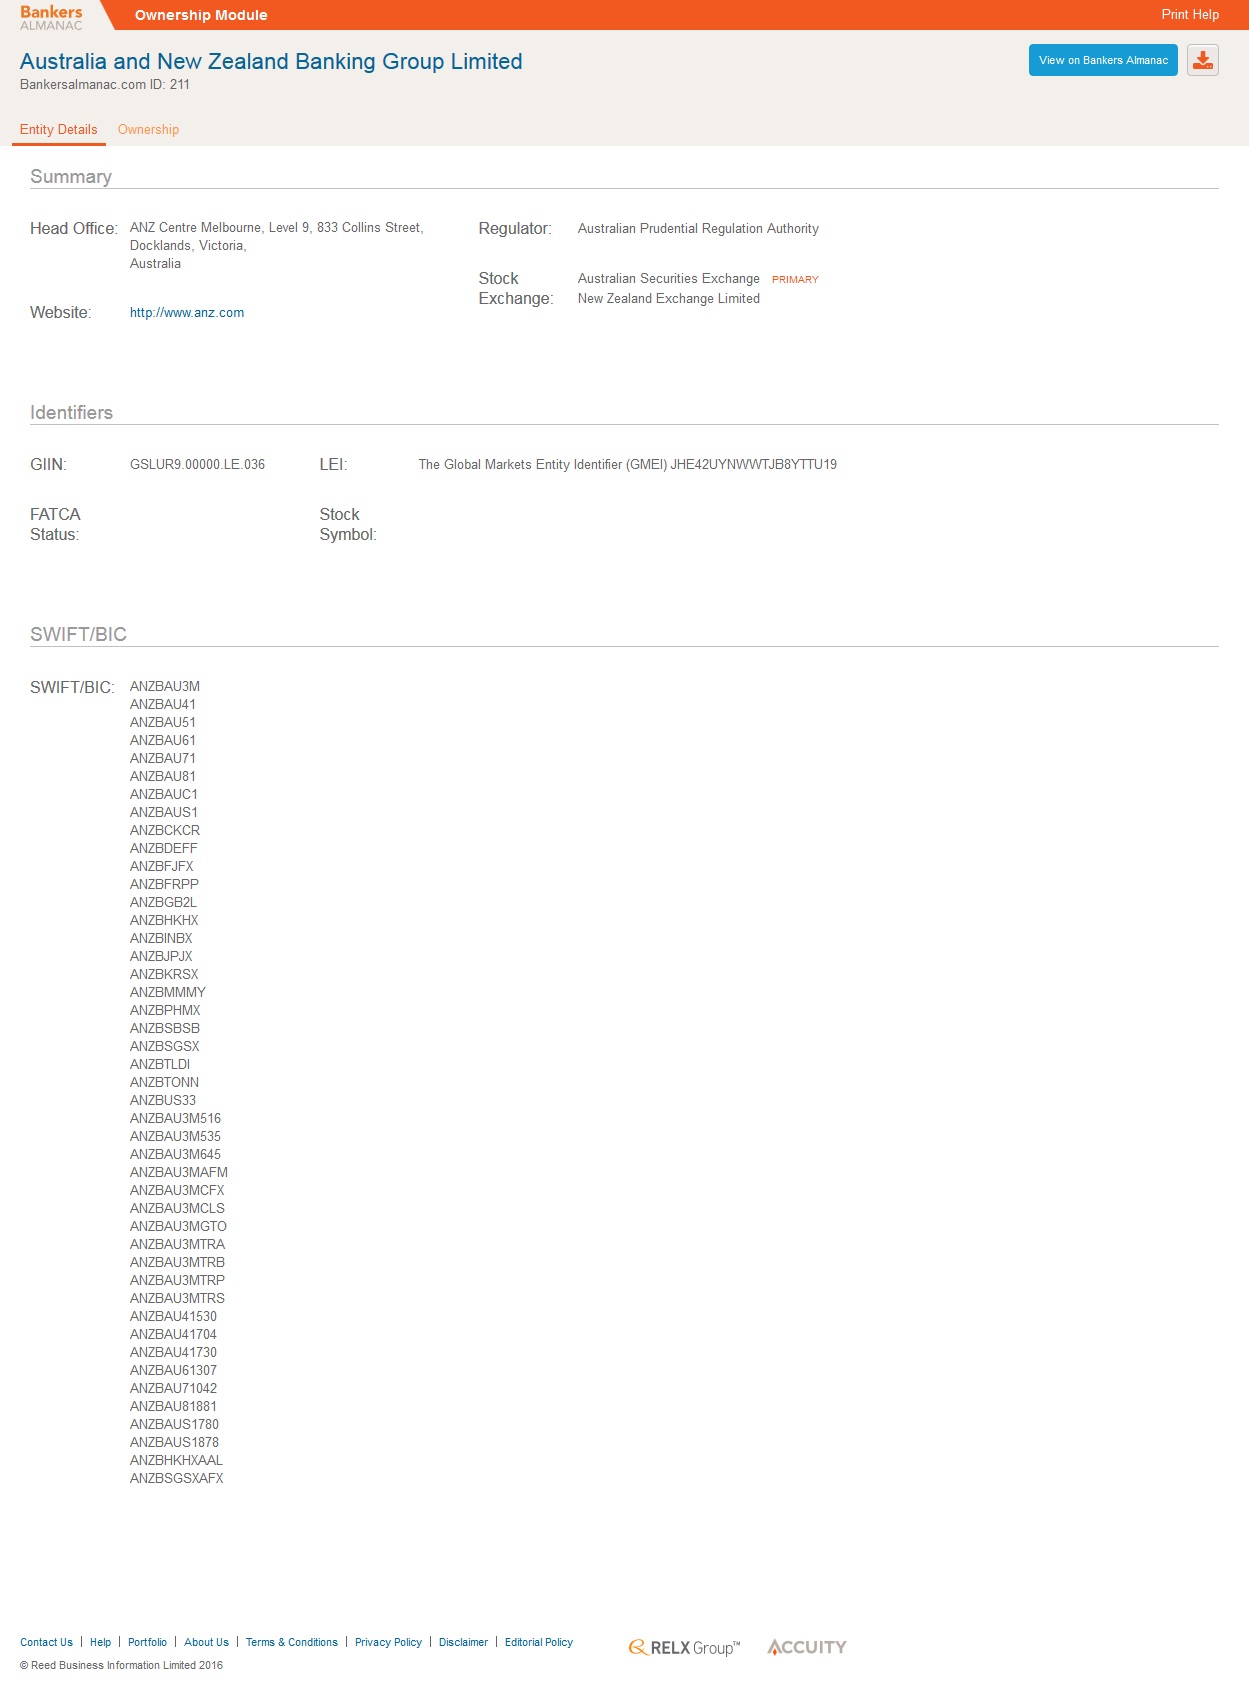 Bankers
ALMANAC
Ownership Module
Print Help
Australia and New Zealand Banking Group Limited
View on Bankers Almanac
Bankersalmanac.com ID: 211
Entity Details Ownership
Summary
Head Office: ANZ Centre Melbourne, Level 9, 833 Collins Street,
Docklands, Victoria,
Australia
Website: http://www.anz.com
Regulator: Australian Prudential Regulation Authority
Stock Exchange: Australian Securities Exchange PRIMARY
New Zealand Exchange Limited
Identifiers
GIIN: GSLUR9.00000.LE.036 LEI: The Global Markets Entity Identifier (GMEI) JHE42UYNWWTJB8YTTU19
FATCA Status:
Stock Symbol:
SWIFT/BIC
SWIFT/BIC: ANZBAU3M
ANZBAU41
ANZBAU51
ANZBAU61
ANZBAU71
ANZBAU81
ANZBAUC1
ANZBAUS1
ANZBCKCR
ANZBDEFF
ANZBFJFX
ANZBFRPP
ANZBGB2L
ANZBHKHX
ANZBINBX
ANZBJPJX
ANZBKRSX
ANZBMMMY
ANZBPHMX
ANZBSBSB
ANZBSGSX
ANZBTLDI
ANZBTONN
ANZBUS33
ANZBAU3M516
ANZBAU3M535
ANZBAU3M645
ANZBAU3MAFM
ANZBAU3MCFX
ANZBAU3MCLS
ANZBAU3MGTO
ANZBAU3MTRA
ANZBAU3MTRB
ANZBAU3MTRP
ANZBAU3MTRS
ANZBAU41530
ANZBAU41704
ANZBAU41730
ANZBAU61307
ANZBAU71042
ANZBAU81881
ANZBAUS1780
ANZBAUS1878
ANZBHKHXAAL
ANZBSGSXAFX
Contact Us | Help | Portfolio | About Us | Terms & Conditions | Privacy Policy | Disclaimer | Editorial Policy
RELX Group™ ACCUITY
© Reed Business Information Limited 2016